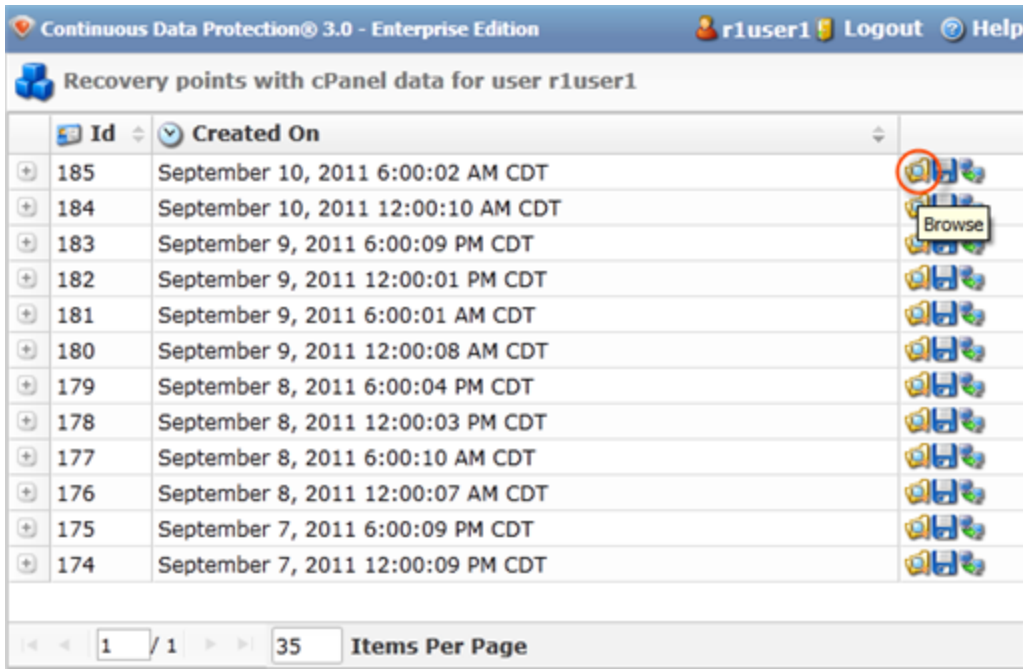 Continuous Data Protection® 3.0 - Enterprise Edition r1user1 Logout Help
Recovery points with cPanel data for user r1user1
Id Created On
185 September 10, 2011 6:00:02 AM CDT
184 September 10, 2011 12:00:10 AM CDT
Browse
183 September 9, 2011 6:00:09 PM CDT
182 September 9, 2011 12:00:01 PM CDT
181 September 9, 2011 6:00:01 AM CDT
180 September 9, 2011 12:00:08 AM CDT
179 September 8, 2011 6:00:04 PM CDT
178 September 8, 2011 12:00:03 PM CDT
177 September 8, 2011 6:00:10 AM CDT
176 September 8, 2011 12:00:07 AM CDT
175 September 7, 2011 6:00:09 PM CDT
174 September 7, 2011 12:00:09 PM CDT
1 / 1 35 Items Per Page